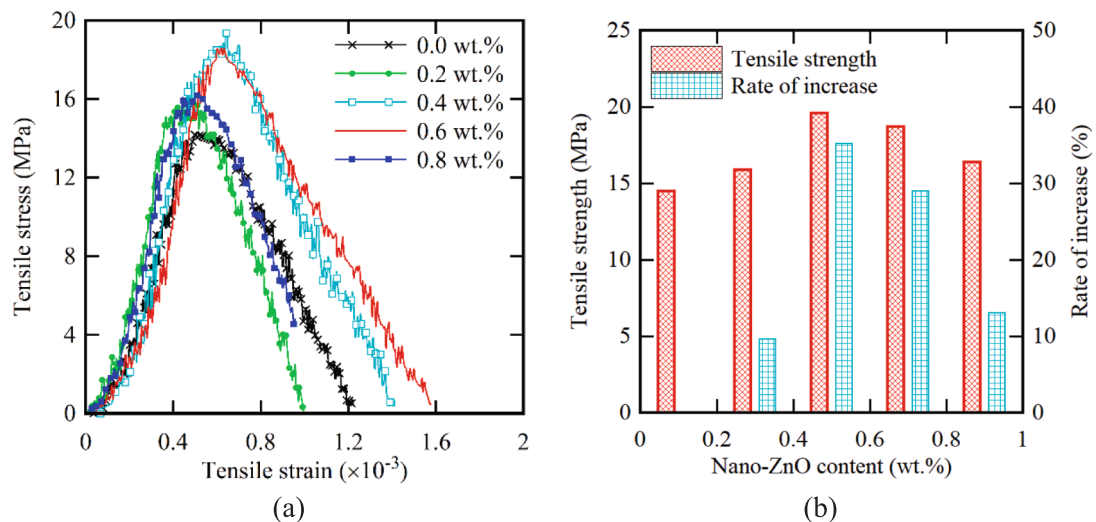 20
16
12
8
4
0
Tensile stress (MPa)
0.0 wt.%
0.2 wt.%
0.4 wt.%
0.6 wt.%
0.8 wt.%
0 0.4 0.8 1.2 1.6 2
Tensile strain (×10⁻³)
(a)
25
20
15
10
5
0
Tensile strength (MPa)
Tensile strength
Rate of increase
50
40
30
20
10
0
Rate of increase (%)
0 0.2 0.4 0.6 0.8 1
Nano-ZnO content (wt.%)
(b)